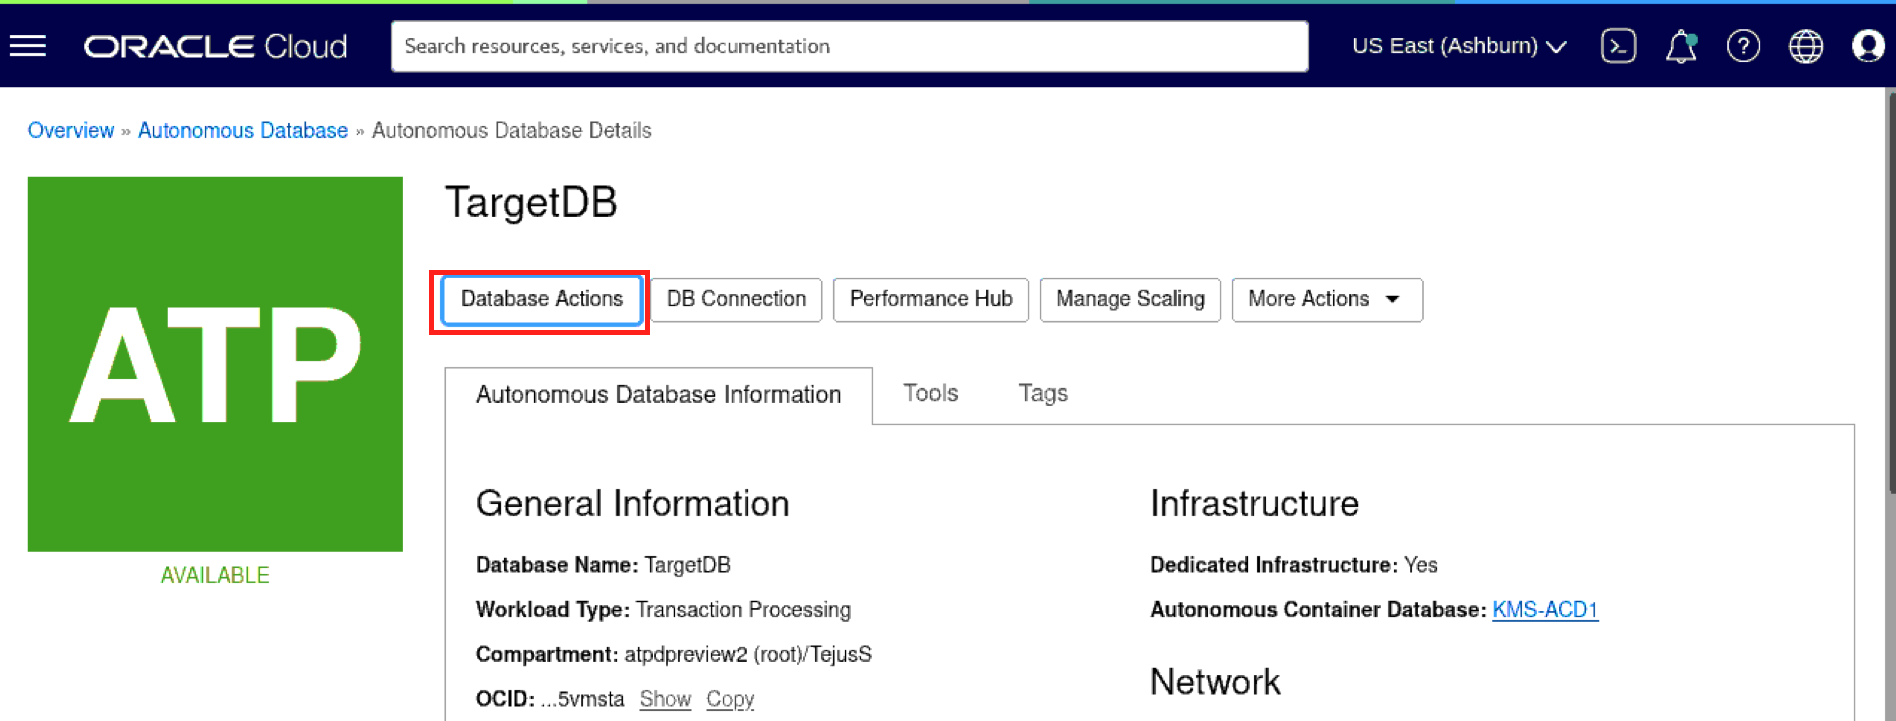 ORACLE Cloud
Search resources, services, and documentation
US East (Ashburn)
Overview » Autonomous Database » Autonomous Database Details
ATP
AVAILABLE
TargetDB
Database Actions
DB Connection
Performance Hub
Manage Scaling
More Actions
Autonomous Database Information
Tools
Tags
General Information
Database Name: TargetDB
Workload Type: Transaction Processing
Compartment: atpdpreview2 (root)/TejusS
OCID: ...5vmsta Show Copy
Infrastructure
Dedicated Infrastructure: Yes
Autonomous Container Database: KMS-ACD1
Network